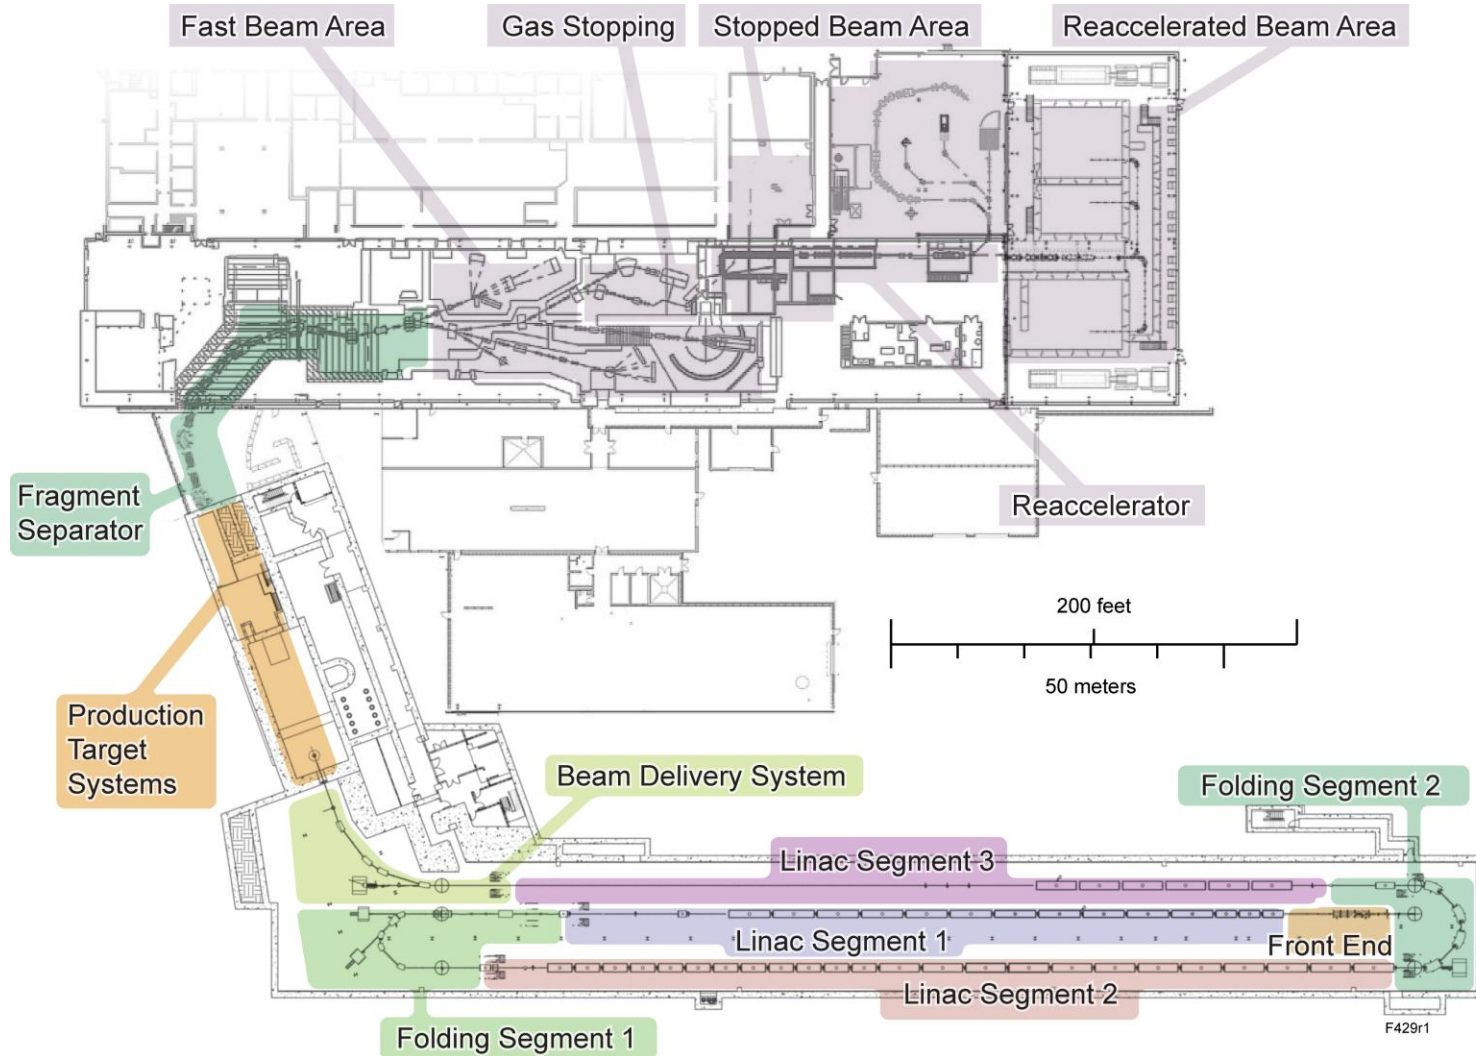 Fast Beam Area
Gas Stopping
Stopped Beam Area
Reaccelerated Beam Area
Fragment
Separator
Reaccelerator
200 feet
50 meters
Production
Target
Systems
Beam Delivery System
Folding Segment 2
Linac Segment 3
Linac Segment 1
Front End
Linac Segment 2
Folding Segment 1
F429r1